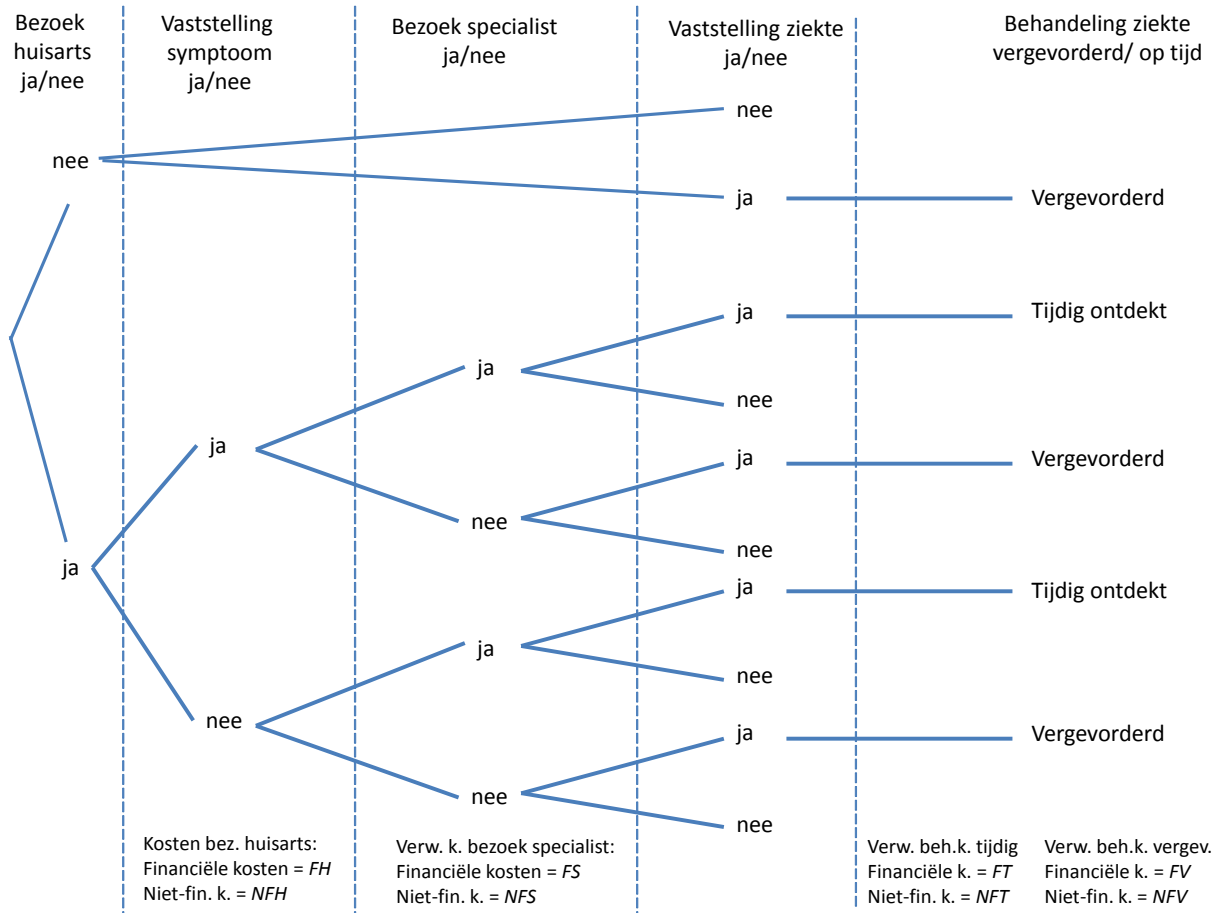 Bezoek
huisarts
ja/nee
Vaststelling
symptoom
ja/nee
Bezoek specialist
ja/nee
Vaststelling ziekte
ja/nee
Behandeling ziekte
vergevorderd/ op tijd
nee
nee
ja
Vergevorderd
ja
Tijdig ontdekt
ja
nee
ja
ja
Vergevorderd
nee
nee
ja
ja
Tijdig ontdekt
ja
nee
nee
ja
Vergevorderd
nee
nee
Kosten bez. huisarts:
Financiële kosten = FH
Niet-fin. k. = NFH
Verw. k. bezoek specialist:
Financiële kosten = FS
Niet-fin. k. = NFS
Verw. beh.k. tijdig
Financiële k. = FT
Niet-fin. k. = NFT
Verw. beh.k. vergev.
Financiële k. = FV
Niet-fin. k. = NFV